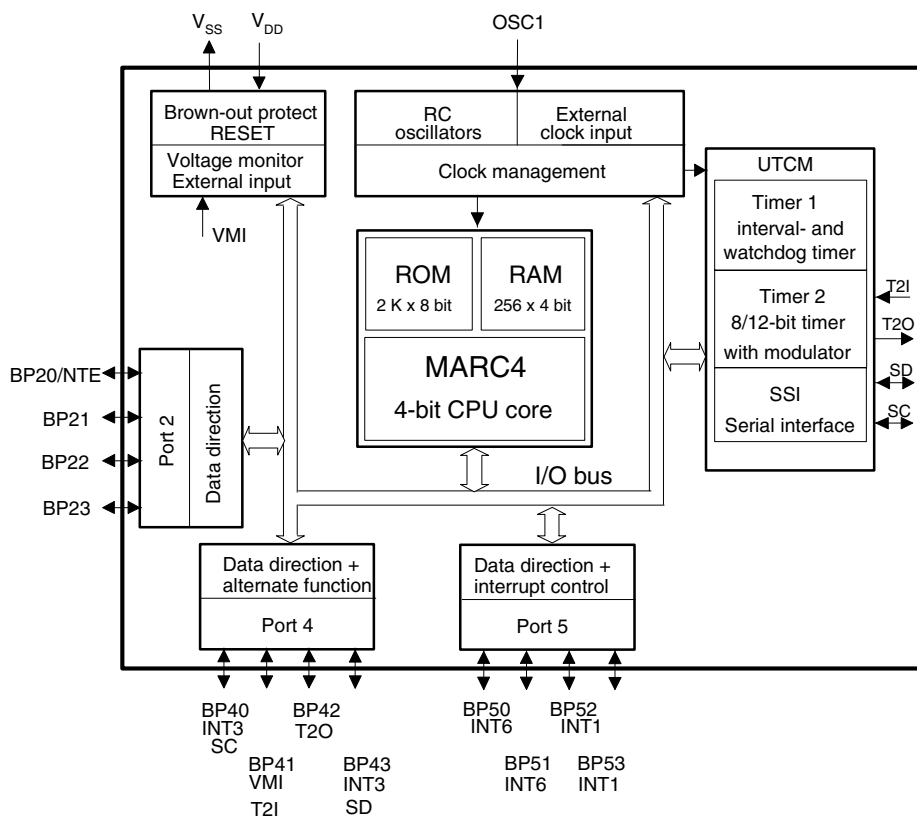 VSS
VDD
OSC1
Brown-out protect
RESET
Voltage monitor
External input
VMI
RC
oscillators
External
clock input
Clock management
UTCM
Timer 1
interval- and
watchdog timer
Timer 2
8/12-bit timer
with modulator
SSI
Serial interface
T2I
T2O
SD
SC
ROM
2 K x 8 bit
RAM
256 x 4 bit
MARC4
4-bit CPU core
I/O bus
BP20/NTE
BP21
BP22
BP23
Port 2
Data direction
Data direction +
alternate function
Port 4
Data direction +
interrupt control
Port 5
BP40
INT3
SC
BP41
VMI
T2I
BP42
T2O
BP43
INT3
SD
BP50
INT6
BP51
INT6
BP52
INT1
BP53
INT1